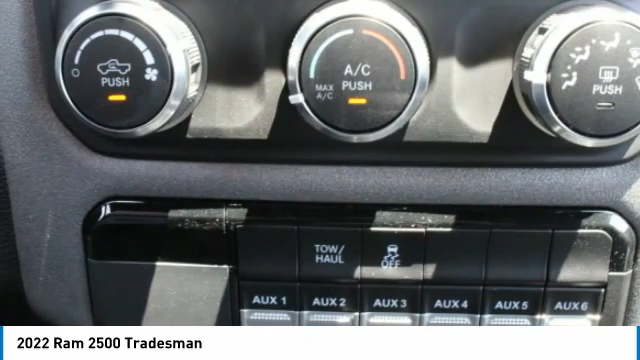 PUSH
A/C
PUSH
MAX
A/C
PUSH
TOW/
HAUL
OFF
AUX 1 AUX 2 AUX 3 AUX 4 AUX 5 AUX 6
2022 Ram 2500 Tradesman